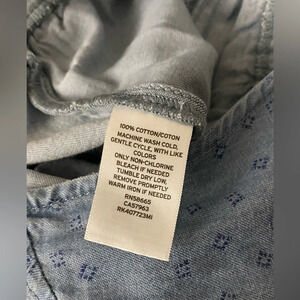 100% COTTON/COTON
MACHINE WASH COLD,
GENTLE CYCLE, WITH LIKE
COLORS
ONLY NON-CHLORINE
BLEACH IF NEEDED
TUMBLE DRY LOW,
REMOVE PROMPTLY
WARM IRON IF NEEDED
RN58665
CA57963
RK407723MI